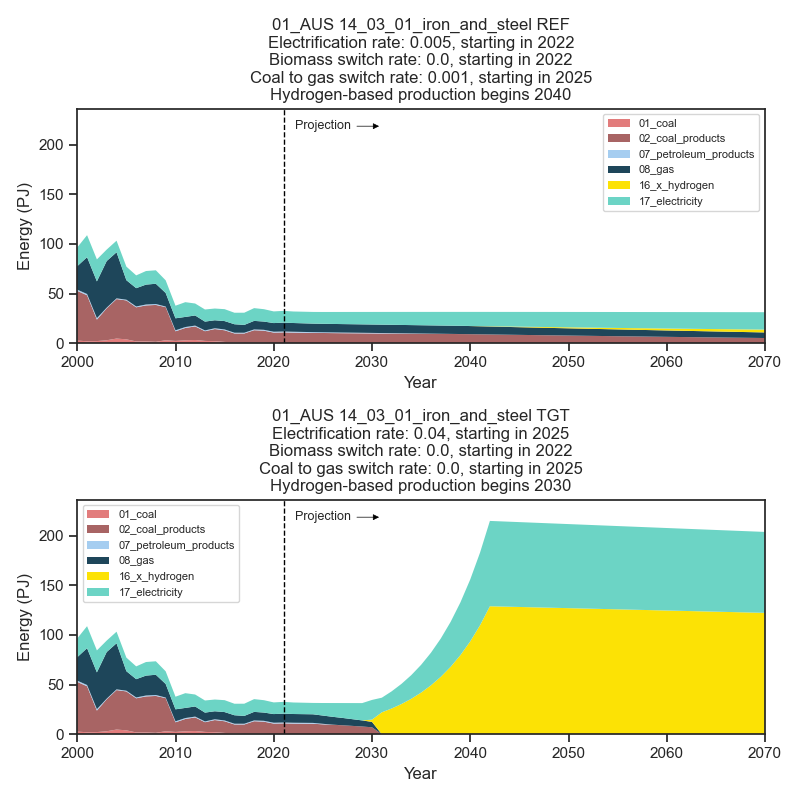 01_AUS 14_03_01_iron_and_steel REF
Electrification rate: 0.005, starting in 2022
Biomass switch rate: 0.0, starting in 2022
Coal to gas switch rate: 0.001, starting in 2025
Hydrogen-based production begins 2040
Projection
01_coal
02_coal_products
07_petroleum_products
08_gas
16_x_hydrogen
17_electricity
Energy (PJ)
200
150
100
50
0
2000 2010 2020 2030 2040 2050 2060 2070
Year
01_AUS 14_03_01_iron_and_steel TGT
Electrification rate: 0.04, starting in 2025
Biomass switch rate: 0.0, starting in 2022
Coal to gas switch rate: 0.0, starting in 2025
Hydrogen-based production begins 2030
01_coal
02_coal_products
07_petroleum_products
08_gas
16_x_hydrogen
17_electricity
Projection
Energy (PJ)
200
150
100
50
0
2000 2010 2020 2030 2040 2050 2060 2070
Year